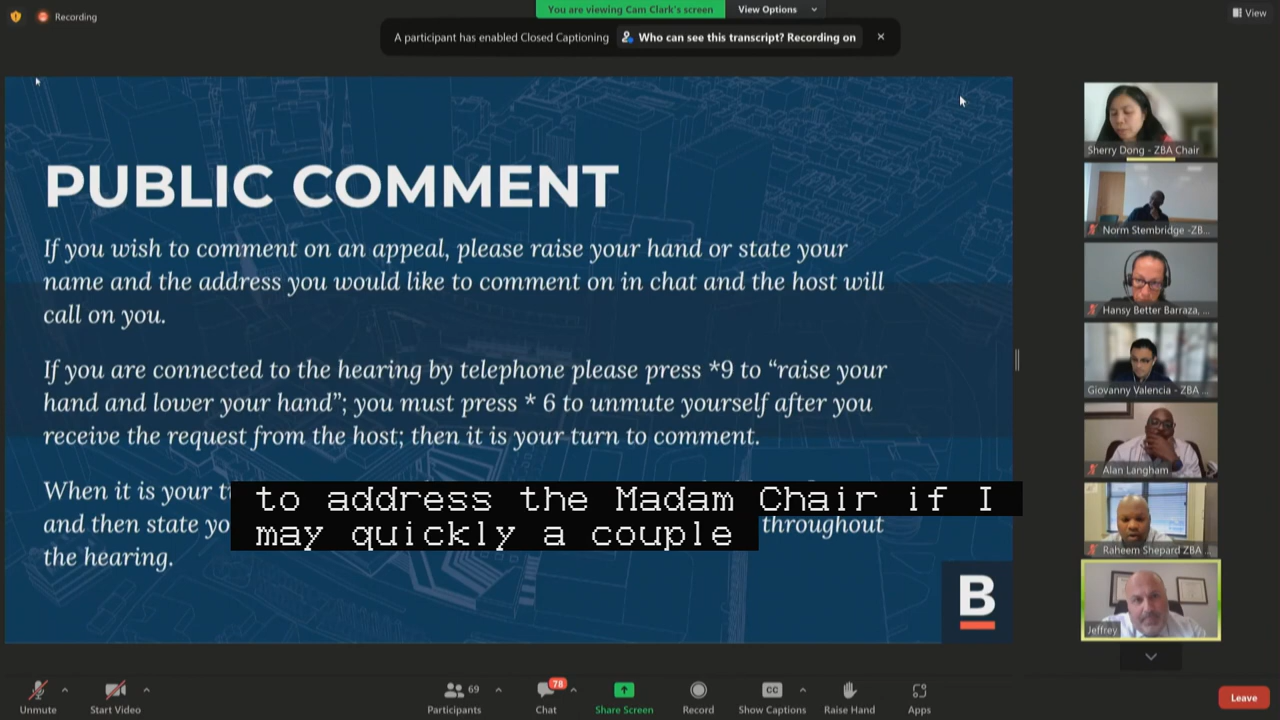 Recording
You are viewing Cam Clark's screen
View Options
View
A participant has enabled Closed Captioning
Who can see this transcript? Recording on
PUBLIC COMMENT
If you wish to comment on an appeal, please raise your hand or state your
name and the address you would like to comment on in chat and the host will
call on you.
If you are connected to the hearing by telephone please press *9 to “raise your
hand and lower your hand”; you must press * 6 to unmute yourself after you
receive the request from the host; then it is your turn to comment.
When it is your
and then state throughout
the hearing.
to address the Madam Chair if I
may quickly a couple
B
Sherry Dong - ZBA Chair
Norm Stembridge -ZB...
Hansy Better Barraza, ...
Giovanny Valencia - ZBA ...
Alan Langham
Raheem Shepard ZBA ...
Jeffrey
Unmute
Start Video
69
Participants
78
Chat
Share Screen
Record
CC
Show Captions
Raise Hand
Apps
Leave